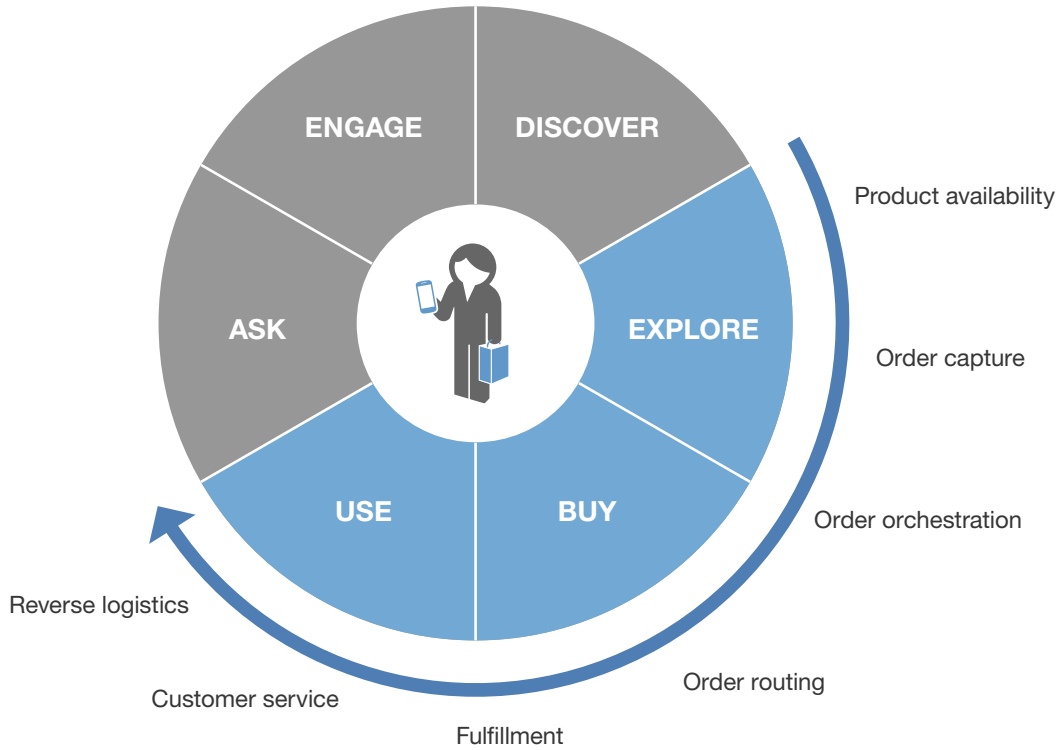 ENGAGE
DISCOVER
EXPLORE
BUY
USE
ASK
Product availability
Order capture
Order orchestration
Order routing
Fulfillment
Customer service
Reverse logistics